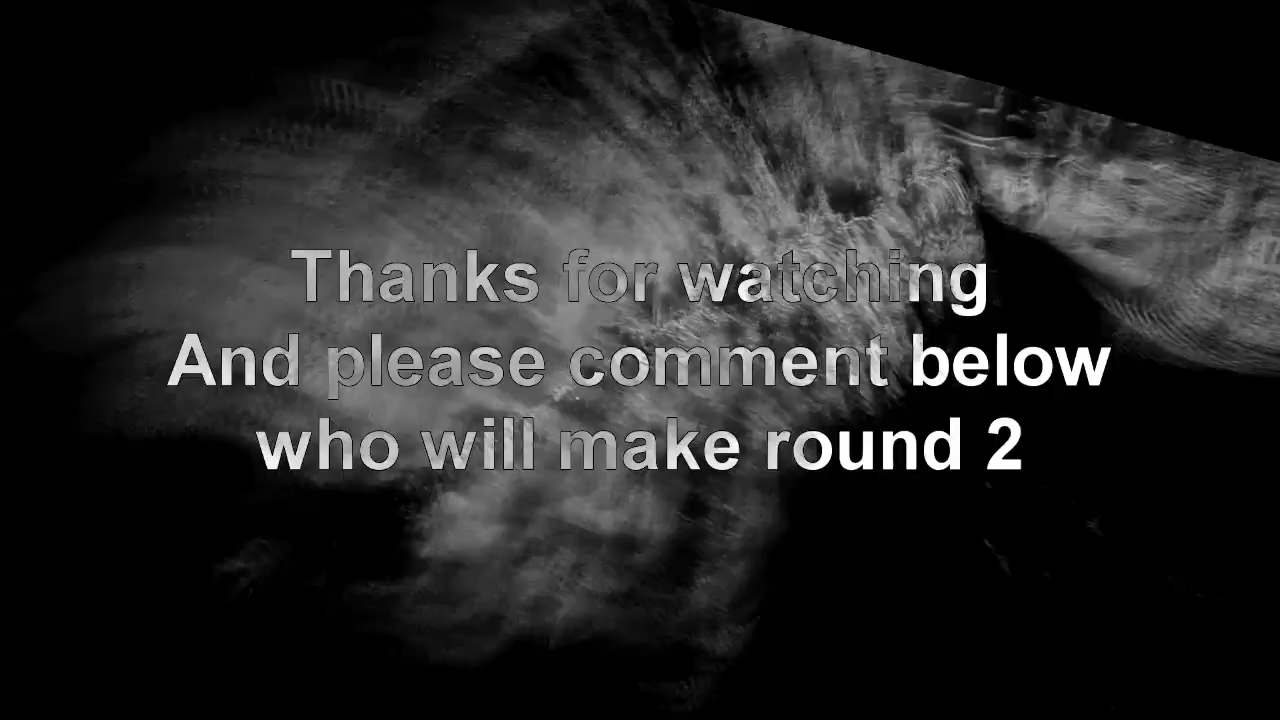 Thanks for watching
And please comment below
who will make round 2